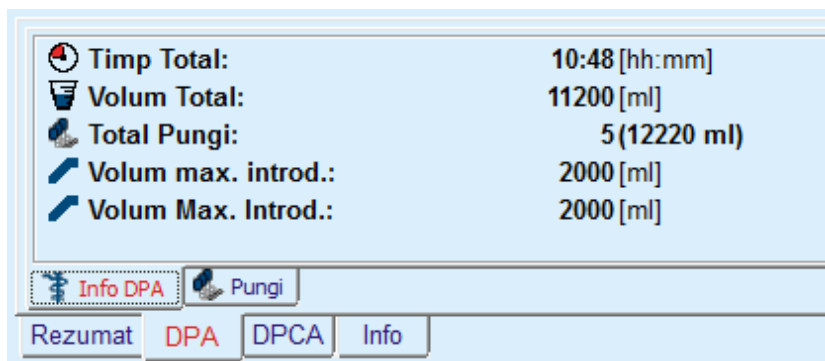 Timp Total: 10:48 [hh:mm]
Volum Total: 11200 [ml]
Total Pungi: 5 (12220 ml)
Volum max. introd.: 2000 [ml]
Volum Max. Introd.: 2000 [ml]
Info DPA Pungi
Rezumat DPA DPCA Info